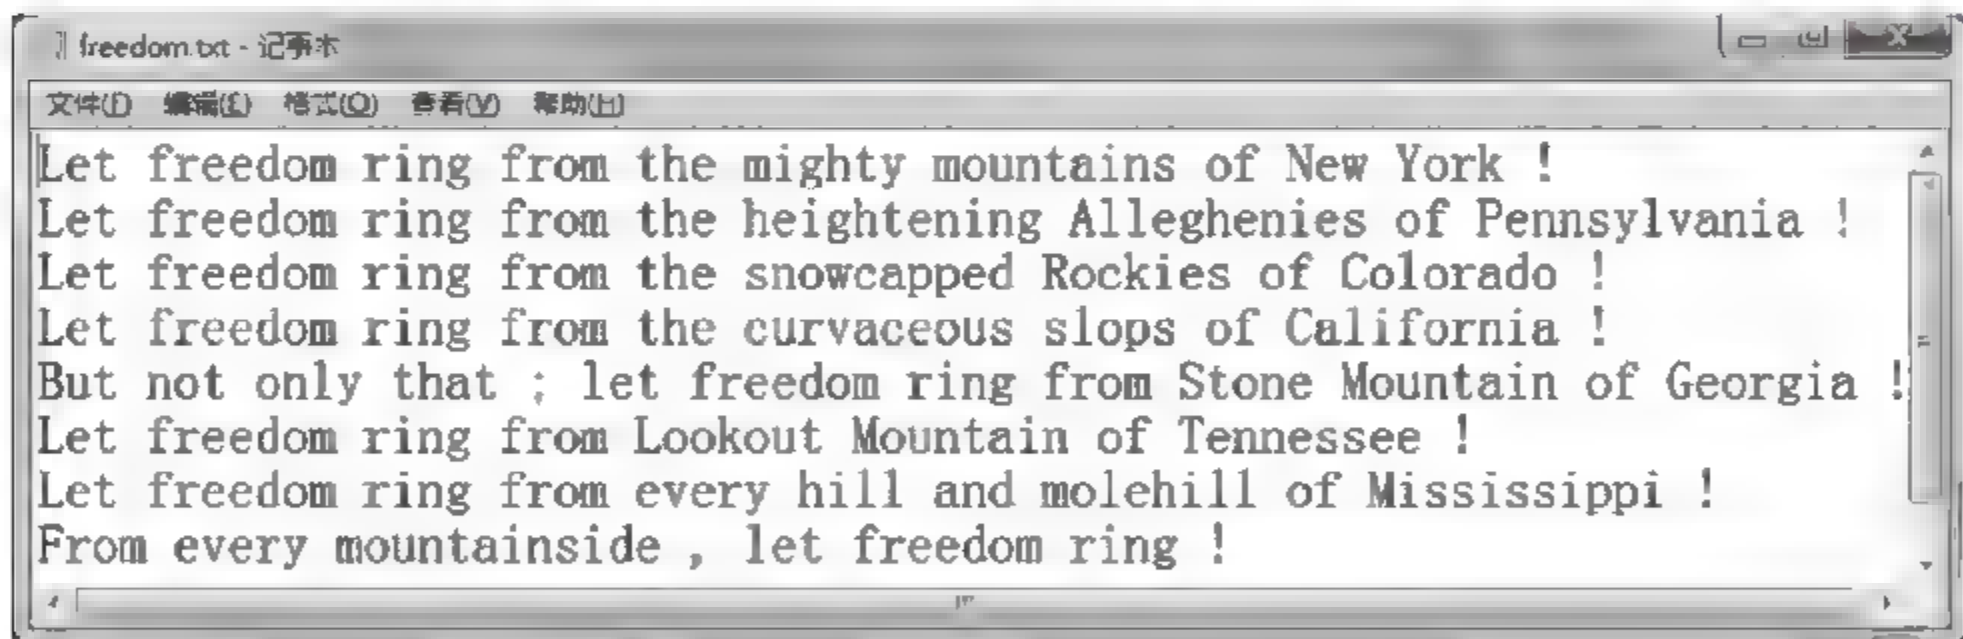 freedom.txt - 记事本
文件(F) 编辑(E) 格式(O) 查看(V) 帮助(H)
Let freedom ring from the mighty mountains of New York !
Let freedom ring from the heightening Alleghenies of Pennsylvania !
Let freedom ring from the snowcapped Rockies of Colorado !
Let freedom ring from the curvaceous slops of California !
But not only that ; let freedom ring from Stone Mountain of Georgia !
Let freedom ring from Lookout Mountain of Tennessee !
Let freedom ring from every hill and molehill of Mississippi !
From every mountainside , let freedom ring !